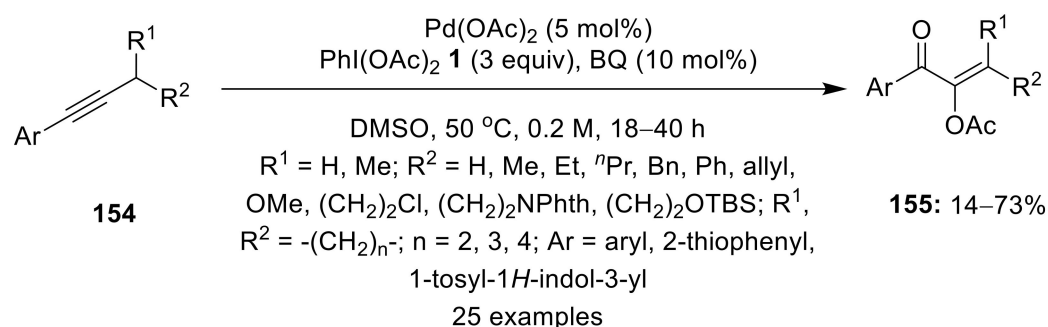 R¹
R²
Ar
154
Pd(OAc)₂ (5 mol%)
PhI(OAc)₂ 1 (3 equiv), BQ (10 mol%)
DMSO, 50 ºC, 0.2 M, 18–40 h
R¹ = H, Me; R² = H, Me, Et, ⁿPr, Bn, Ph, allyl,
OMe, (CH₂)₂Cl, (CH₂)₂NPhth, (CH₂)₂OTBS; R¹,
R² = -(CH₂)ₙ-; n = 2, 3, 4; Ar = aryl, 2-thiophenyl,
1-tosyl-1H-indol-3-yl
25 examples
O
R¹
Ar
R²
OAc
155: 14–73%